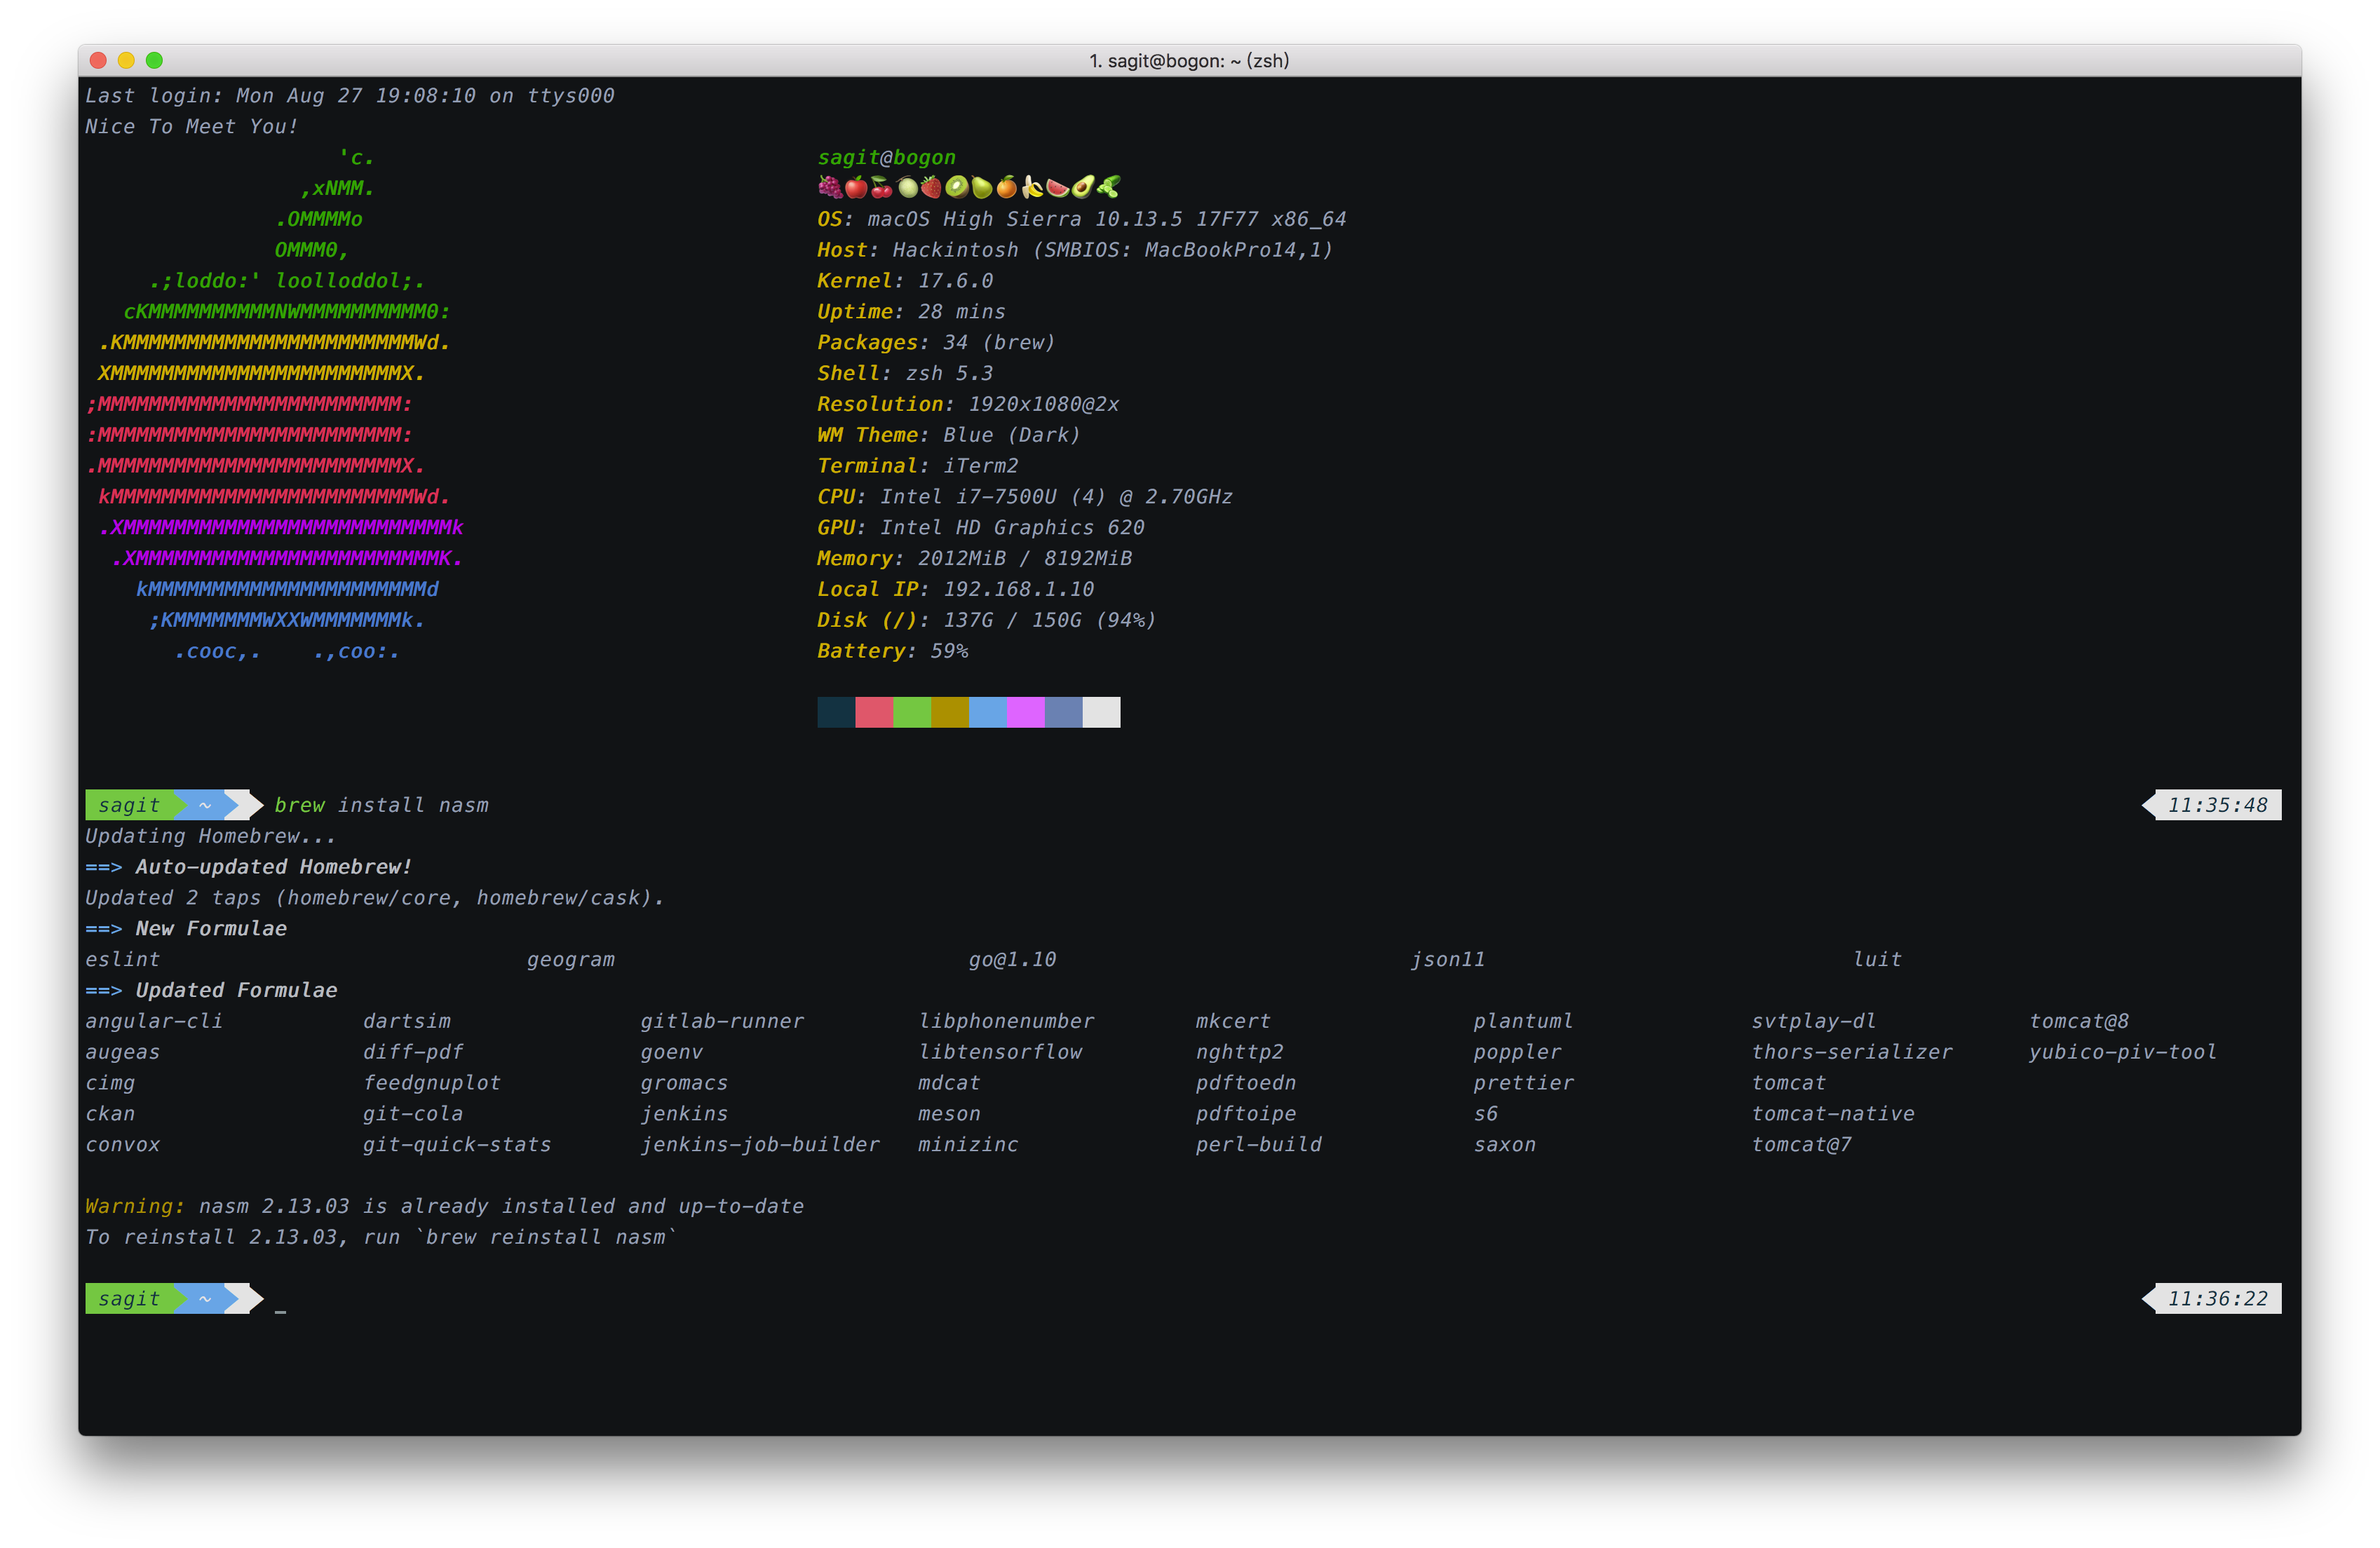 1. sagit@bogon: ~ (zsh)
Last login: Mon Aug 27 19:08:10 on ttys000
Nice To Meet You!
                    'c.
                 ,xNMM.
               .OMMMMo
               OMMM0,
     .;loddo:' loolloddol;.
   cKMMMMMMMMMMNWMMMMMMMMMM0:
 .KMMMMMMMMMMMMMMMMMMMMMMMWd.
 XMMMMMMMMMMMMMMMMMMMMMMMX.
;MMMMMMMMMMMMMMMMMMMMMMMM:
:MMMMMMMMMMMMMMMMMMMMMMMM:
.MMMMMMMMMMMMMMMMMMMMMMMMX.
 kMMMMMMMMMMMMMMMMMMMMMMMMWd.
 .XMMMMMMMMMMMMMMMMMMMMMMMMMMk
  .XMMMMMMMMMMMMMMMMMMMMMMMMK.
    kMMMMMMMMMMMMMMMMMMMMMMd
     ;KMMMMMMMWXXWMMMMMMMk.
       .cooc,.    .,coo:.
sagit@bogon
OS: macOS High Sierra 10.13.5 17F77 x86_64
Host: Hackintosh (SMBIOS: MacBookPro14,1)
Kernel: 17.6.0
Uptime: 28 mins
Packages: 34 (brew)
Shell: zsh 5.3
Resolution: 1920x1080@2x
WM Theme: Blue (Dark)
Terminal: iTerm2
CPU: Intel i7-7500U (4) @ 2.70GHz
GPU: Intel HD Graphics 620
Memory: 2012MiB / 8192MiB
Local IP: 192.168.1.10
Disk (/): 137G / 150G (94%)
Battery: 59%
sagit ~ brew install nasm 11:35:48
Updating Homebrew...
==> Auto-updated Homebrew!
Updated 2 taps (homebrew/core, homebrew/cask).
==> New Formulae
eslint geogram go@1.10 json11 luit
==> Updated Formulae
angular-cli dartsim gitlab-runner libphonenumber mkcert plantuml svtplay-dl tomcat@8
augeas diff-pdf goenv libtensorflow nghttp2 poppler thors-serializer yubico-piv-tool
cimg feedgnuplot gromacs mdcat pdftoedn prettier tomcat
ckan git-cola jenkins meson pdftoipe s6 tomcat-native
convox git-quick-stats jenkins-job-builder minizinc perl-build saxon tomcat@7
Warning: nasm 2.13.03 is already installed and up-to-date
To reinstall 2.13.03, run `brew reinstall nasm`
sagit ~ _ 11:36:22